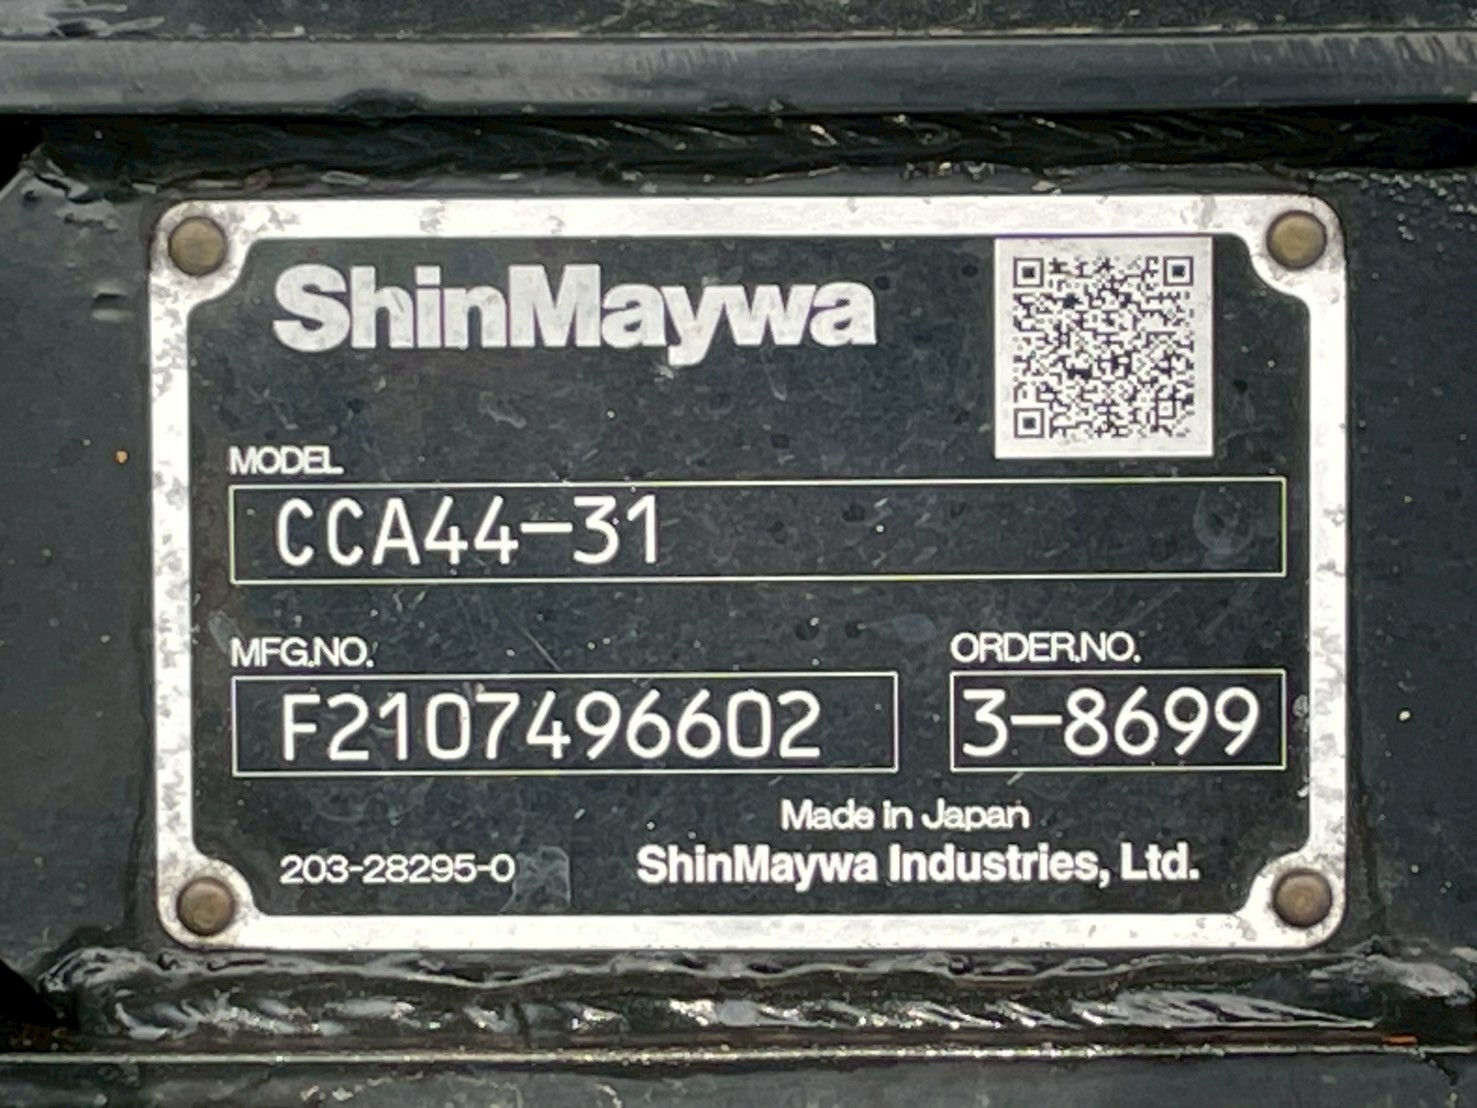 ShinMaywa
MODEL
CCA44-31
MFG.NO.
F2107496602
ORDER.NO.
3-8699
Made in Japan
203-28295-0
ShinMaywa Industries, Ltd.